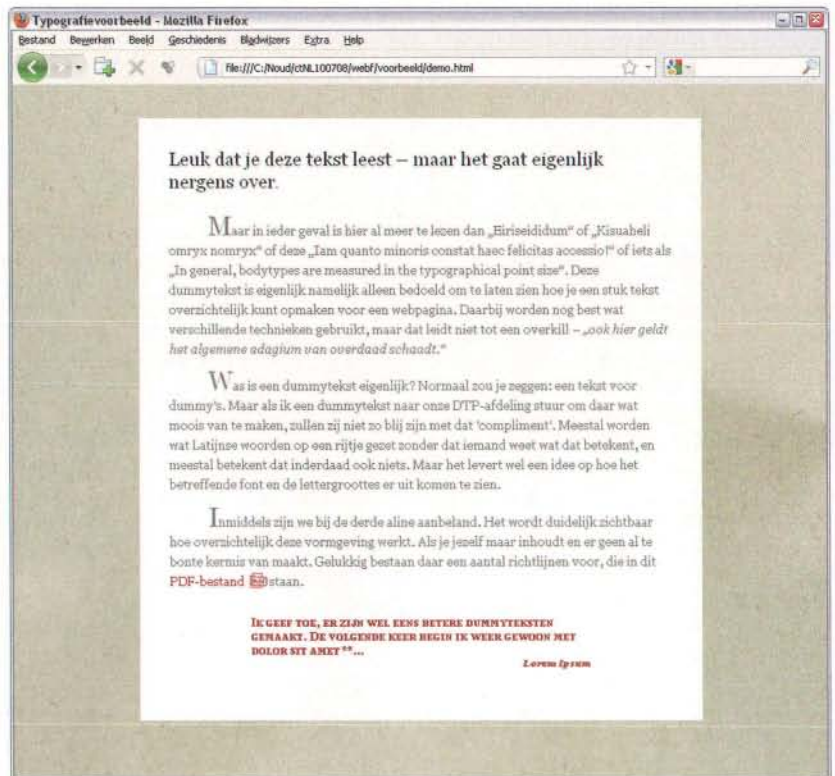 Typografievoorbeeld - Mozilla Firefox
Bestand Bewerken Beeld Geschiedenis Bladwijzers Extra Help
file:///C:/Noud/ctNL100708/webf/voorbeeld/demo.html
Leuk dat je deze tekst leest – maar het gaat eigenlijk
nergens over.
Maar in ieder geval is hier al meer te lezen dan „Eiriseididum“ of „Kisuaheli
omryx nomryx“ of deze „Iam quanto minoris constat haec felicitas accessio!“ of iets als
„In general, bodytypes are measured in the typographical point size“. Deze
dummytekst is eigenlijk namelijk alleen bedoeld om te laten zien hoe je een stuk tekst
overzichtelijk kunt opmaken voor een webpagina. Daarbij worden nog best wat
verschillende technieken gebruikt, maar dat leidt niet tot een overkill – „ook hier geldt
het algemene adagium van overdaad schaadt.“
Was is een dummytekst eigenlijk? Normaal zou je zeggen: een tekst voor
dummy's. Maar als ik een dummytekst naar onze DTP-afdeling stuur om daar wat
moois van te maken, zullen zij niet zo blij zijn met dat ‘compliment’. Meestal worden
wat Latijnse woorden op een rijtje gezet zonder dat iemand weet wat dat betekent, en
meestal betekent dat inderdaad ook niets. Maar het levert wel een idee op hoe het
betreffende font en de lettergroottes er uit komen te zien.
Inmiddels zijn we bij de derde aline aanbeland. Het wordt duidelijk zichtbaar
hoe overzichtelijk deze vormgeving werkt. Als je jezelf maar inhoudt en er geen al te
bonte kermis van maakt. Gelukkig bestaan daar een aantal richtlijnen voor, die in dit
PDF-bestand staan.
Ik geef toe, er zijn wel eens betere dummyteksten
gemaakt. De volgende keer begin ik weer gewoon met
dolor sit amet **...
Lorem Ipsum